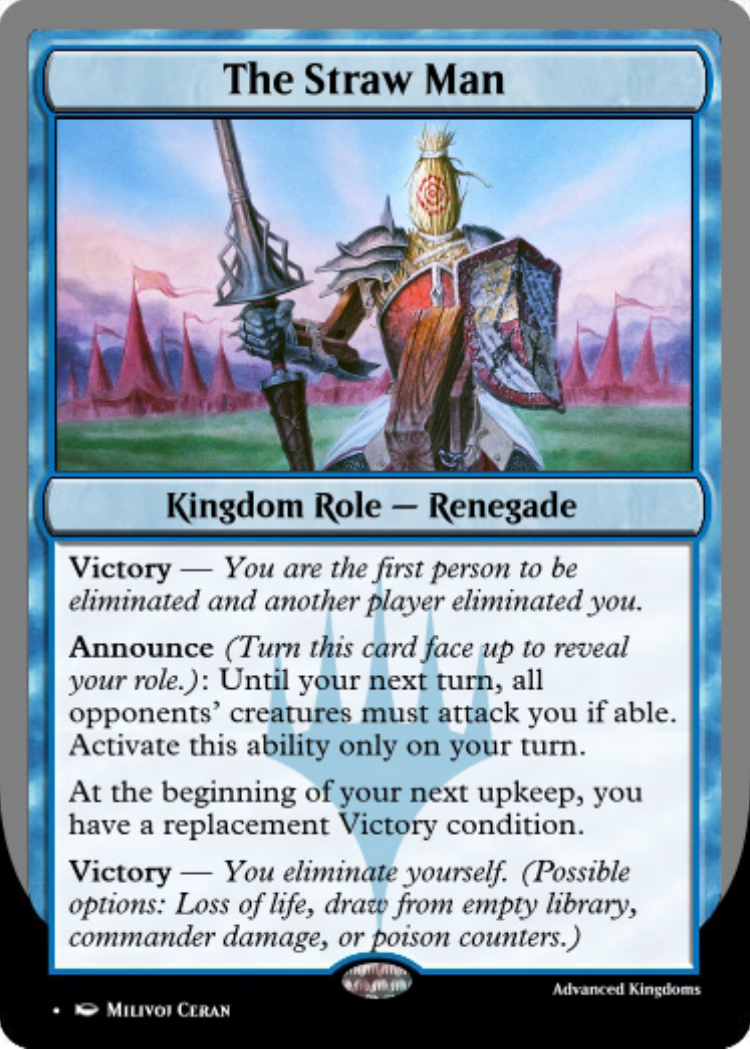 The Straw Man
Kingdom Role — Renegade
Victory — You are the first person to be
eliminated and another player eliminated you.
Announce (Turn this card face up to reveal
your role.): Until your next turn, all
opponents' creatures must attack you if able.
Activate this ability only on your turn.
At the beginning of your next upkeep, you
have a replacement Victory condition.
Victory — You eliminate yourself. (Possible
options: Loss of life, draw from empty library,
commander damage, or poison counters.)
Advanced Kingdoms
• Milivoj Ceran